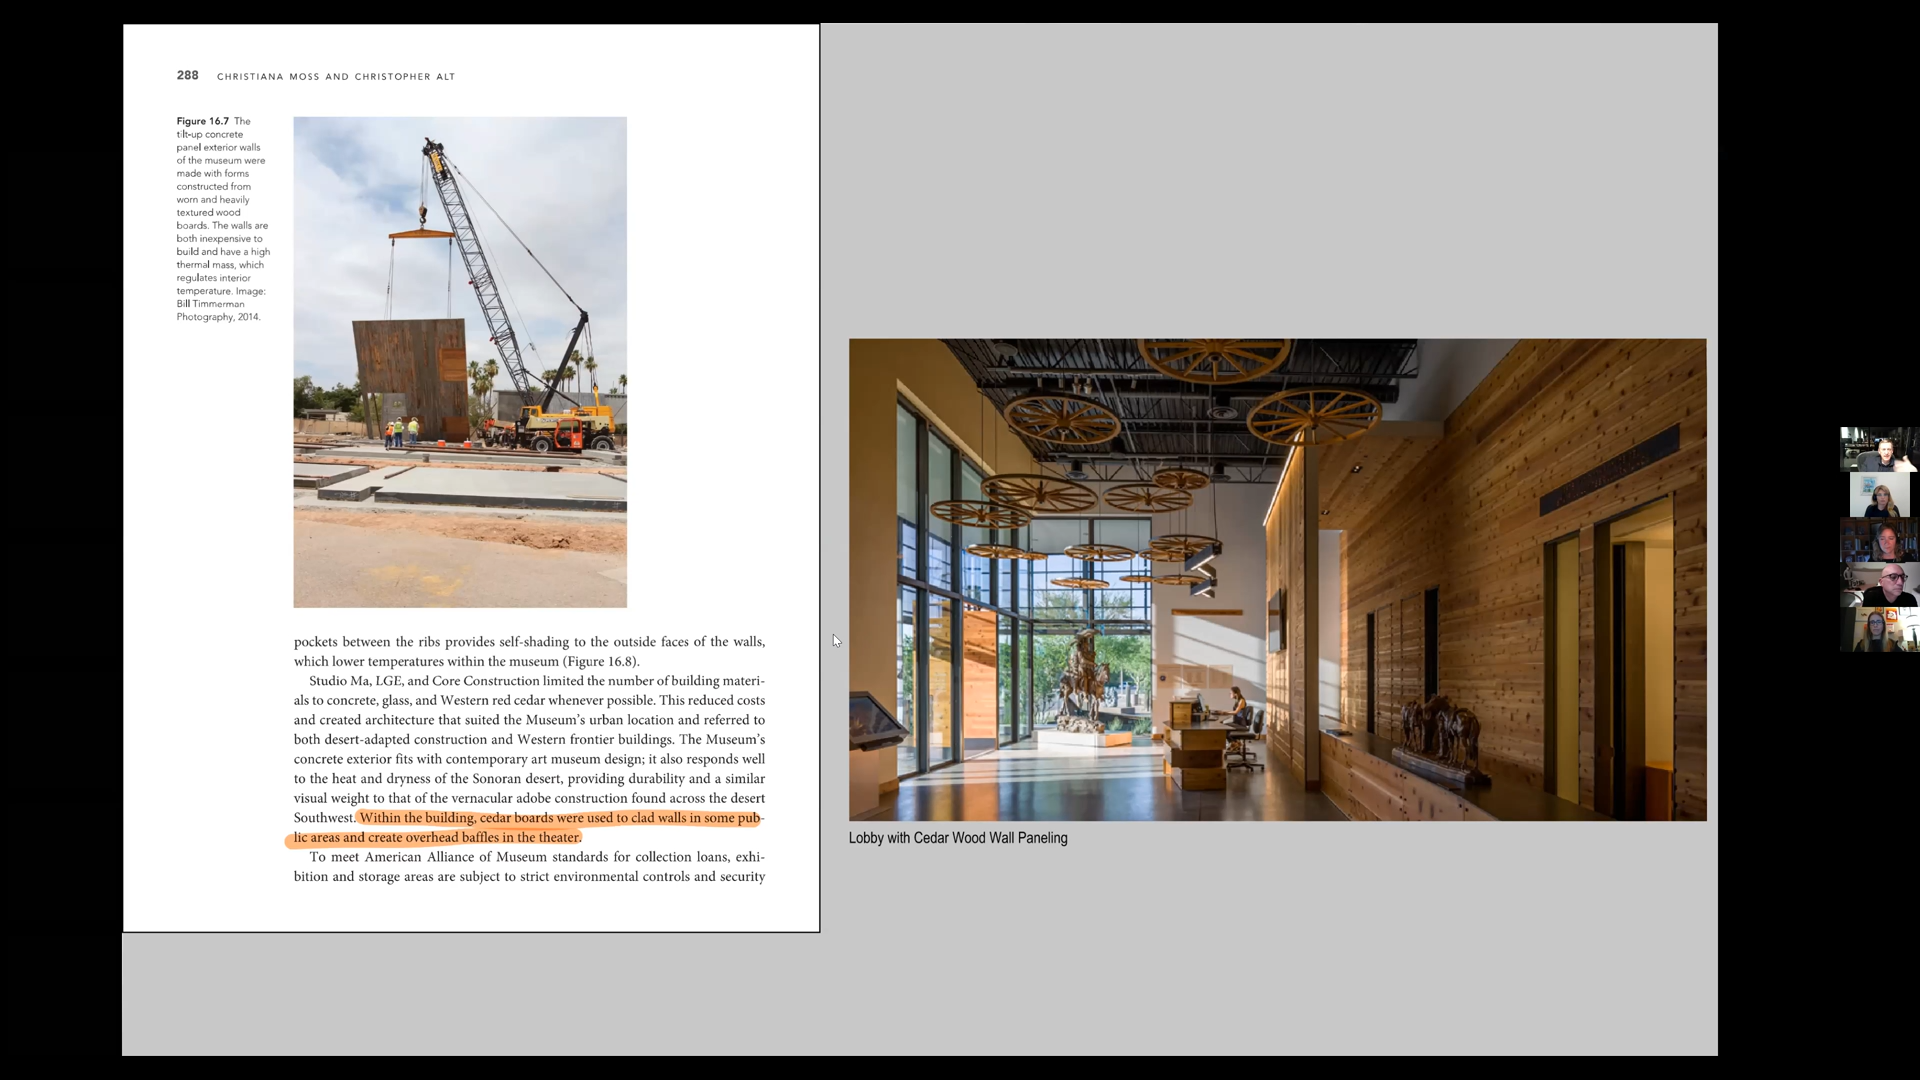 288 CHRISTIANA MOSS AND CHRISTOPHER ALT
Figure 16.7 The
tilt-up concrete
panel exterior walls
of the museum were
made with forms
constructed from
worn and heavily
textured wood
boards. The walls are
both inexpensive to
build and have a high
thermal mass, which
regulates interior
temperature. Image:
Bill Timmerman
Photography, 2014.
pockets between the ribs provides self-shading to the outside faces of the walls,
which lower temperatures within the museum (Figure 16.8).
Studio Ma, LGE, and Core Construction limited the number of building materi-
als to concrete, glass, and Western red cedar whenever possible. This reduced costs
and created architecture that suited the Museum's urban location and referred to
both desert-adapted construction and Western frontier buildings. The Museum's
concrete exterior fits with contemporary art museum design; it also responds well
to the heat and dryness of the Sonoran desert, providing durability and a similar
visual weight to that of the vernacular adobe construction found across the desert
Southwest. Within the building, cedar boards were used to clad walls in some pub-
lic areas and create overhead baffles in the theater.
To meet American Alliance of Museum standards for collection loans, exhi-
bition and storage areas are subject to strict environmental controls and security
Lobby with Cedar Wood Wall Paneling